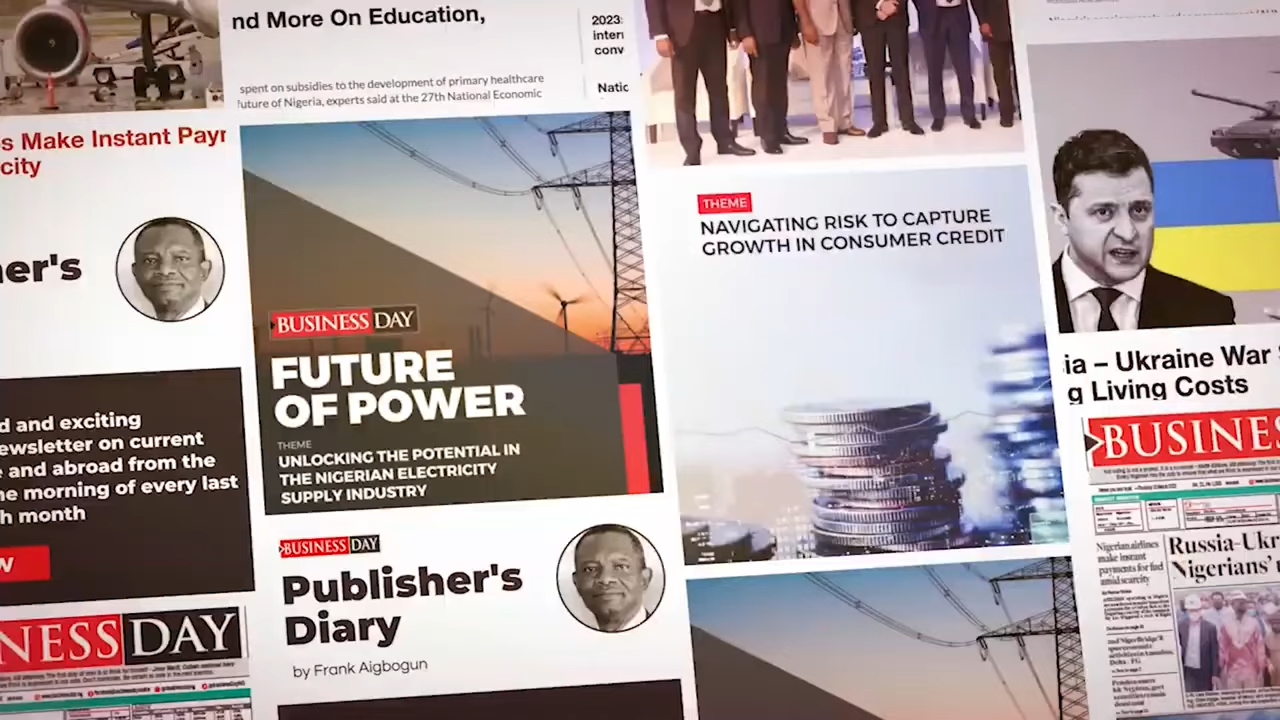 nd More On Education,
spent on subsidies to the development of primary healthcare
future of Nigeria, experts said at the 27th National Economic
2023:
intern
conv
Natio
s Make Instant Payr
city
er's
d and exciting
ewsletter on current
e and abroad from the
ne morning of every last
h month
W
NESS DAY
BUSINESS DAY
FUTURE
OF POWER
THEME
UNLOCKING THE POTENTIAL IN
THE NIGERIAN ELECTRICITY
SUPPLY INDUSTRY
BUSINESS DAY
Publisher's
Diary
by Frank Aigbogun
THEME
NAVIGATING RISK TO CAPTURE
GROWTH IN CONSUMER CREDIT
ia – Ukraine War
g Living Costs
BUSINES
Nigerian airlines
make instant
payments for fuel
amid scarcity
Russia-Ukr
Nigerians'